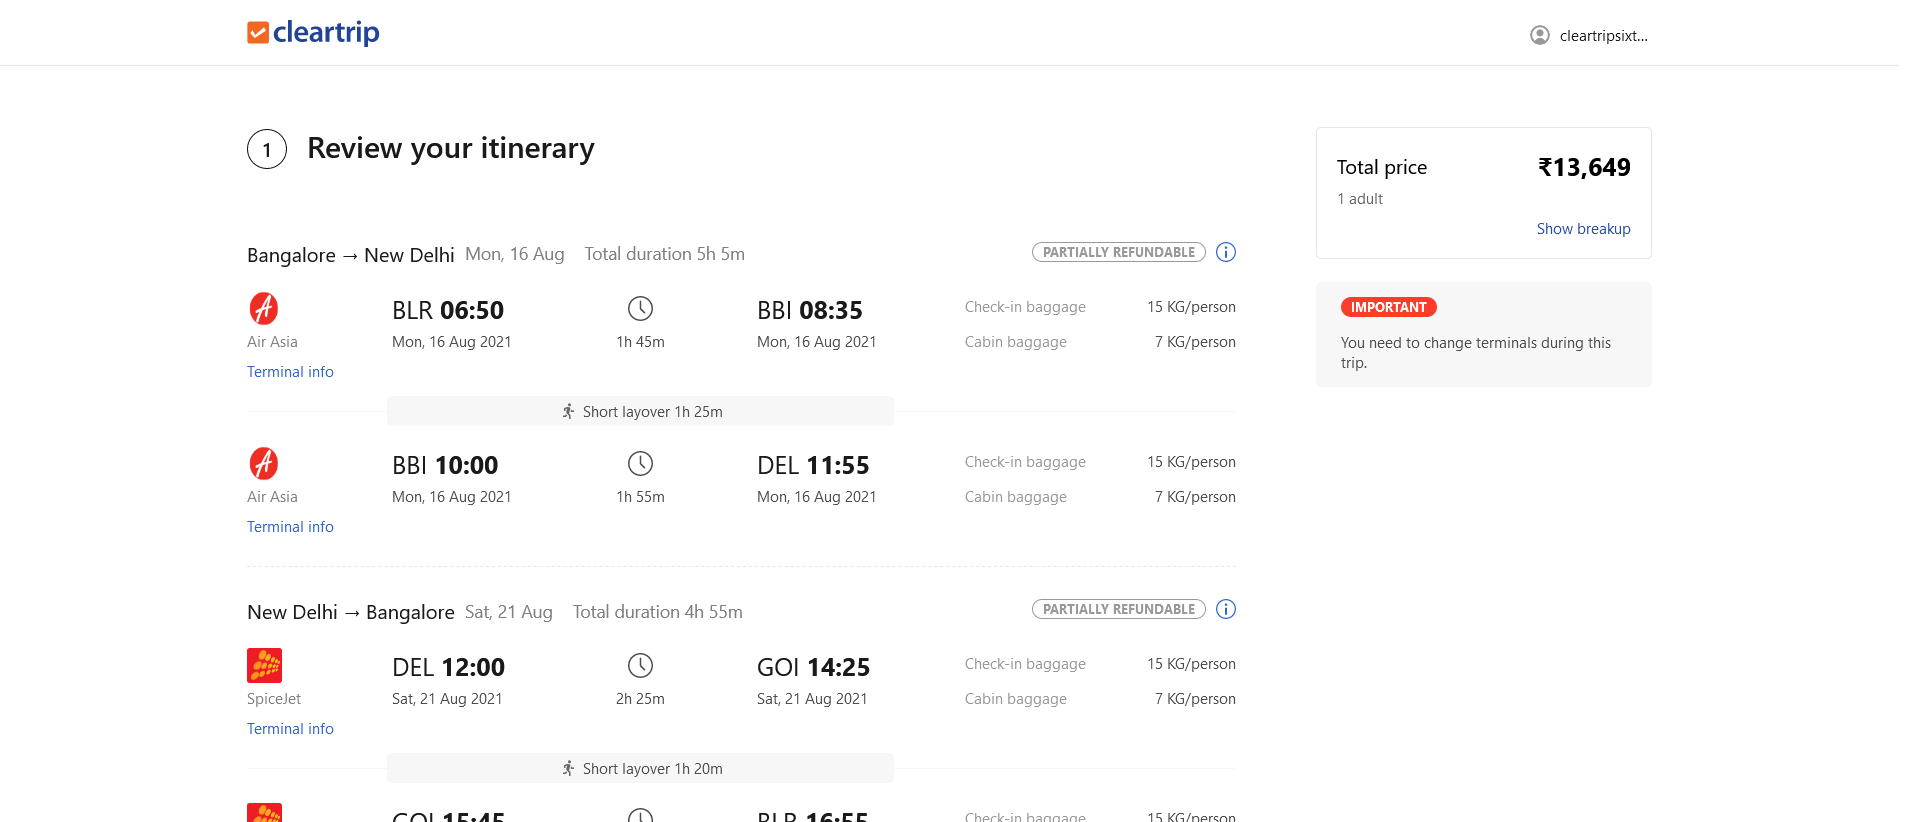 cleartrip
cleartripsixt...
1 Review your itinerary
Total price ₹13,649
1 adult
Show breakup
IMPORTANT
You need to change terminals during this
trip.
Bangalore → New Delhi Mon, 16 Aug Total duration 5h 5m PARTIALLY REFUNDABLE
BLR 06:50 BBI 08:35 Check-in baggage 15 KG/person
Air Asia Mon, 16 Aug 2021 1h 45m Mon, 16 Aug 2021 Cabin baggage 7 KG/person
Terminal info
Short layover 1h 25m
BBI 10:00 DEL 11:55 Check-in baggage 15 KG/person
Air Asia Mon, 16 Aug 2021 1h 55m Mon, 16 Aug 2021 Cabin baggage 7 KG/person
Terminal info
New Delhi → Bangalore Sat, 21 Aug Total duration 4h 55m PARTIALLY REFUNDABLE
DEL 12:00 GOI 14:25 Check-in baggage 15 KG/person
SpiceJet Sat, 21 Aug 2021 2h 25m Sat, 21 Aug 2021 Cabin baggage 7 KG/person
Terminal info
Short layover 1h 20m
GOI 15:45 BLR 16:55 Check-in baggage 15 KG/person